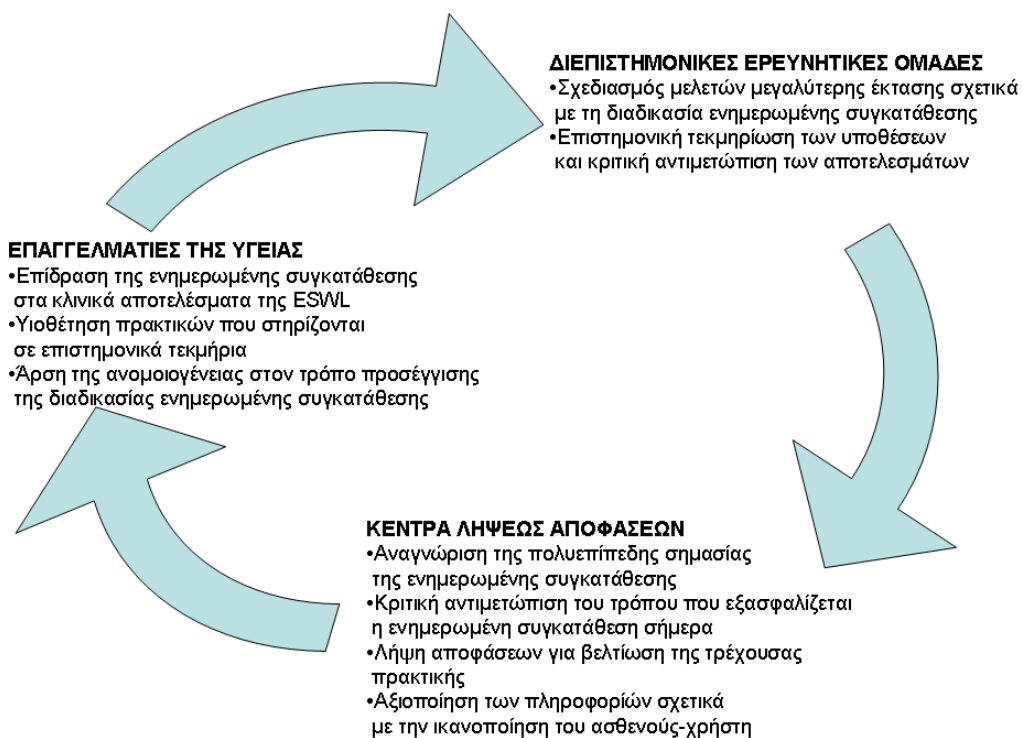 ΔΙΕΠΙΣΤΗΜΟΝΙΚΕΣ ΕΡΕΥΝΗΤΙΚΕΣ ΟΜΑΔΕΣ
•Σχεδιασμός μελετών μεγαλύτερης έκτασης σχετικά
με τη διαδικασία ενημερωμένης συγκατάθεσης
•Επιστημονική τεκμηρίωση των υποθέσεων
και κριτική αντιμετώπιση των αποτελεσμάτων
ΕΠΑΓΓΕΛΜΑΤΙΕΣ ΤΗΣ ΥΓΕΙΑΣ
•Επίδραση της ενημερωμένης συγκατάθεσης
στα κλινικά αποτελέσματα της ESWL
•Υιοθέτηση πρακτικών που στηρίζονται
σε επιστημονικά τεκμήρια
•Άρση της ανομοιογένειας στον τρόπο προσέγγισης
της διαδικασίας ενημερωμένης συγκατάθεσης
ΚΕΝΤΡΑ ΛΗΨΕΩΣ ΑΠΟΦΑΣΕΩΝ
•Αναγνώριση της πολυεπίπεδης σημασίας
της ενημερωμένης συγκατάθεσης
•Κριτική αντιμετώπιση του τρόπου που εξασφαλίζεται
η ενημερωμένη συγκατάθεση σήμερα
•Λήψη αποφάσεων για βελτίωση της τρέχουσας
πρακτικής
•Αξιοποίηση των πληροφοριών σχετικά
με την ικανοποίηση του ασθενούς-χρήστη